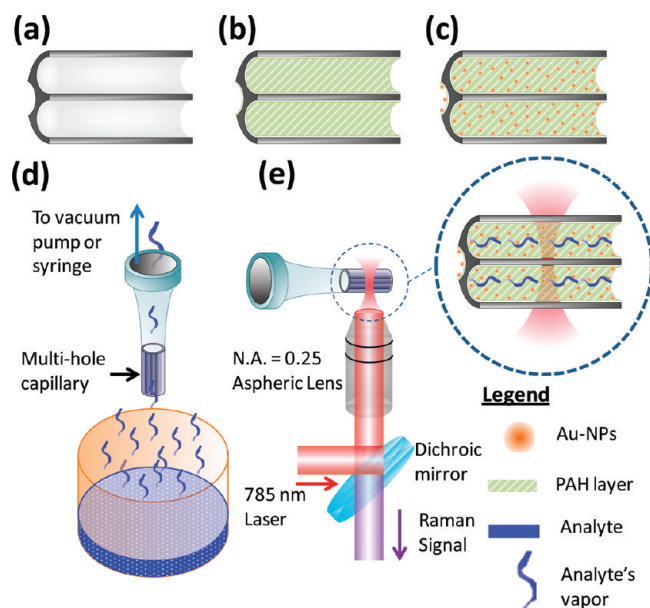 (a)
(b)
(c)
(d)
To vacuum
pump or
syringe
Multi-hole
capillary
(e)
N.A. = 0.25
Aspheric Lens
Dichroic
mirror
785 nm
Laser
Raman
Signal
Legend
Au-NPs
PAH layer
Analyte
Analyte's
vapor